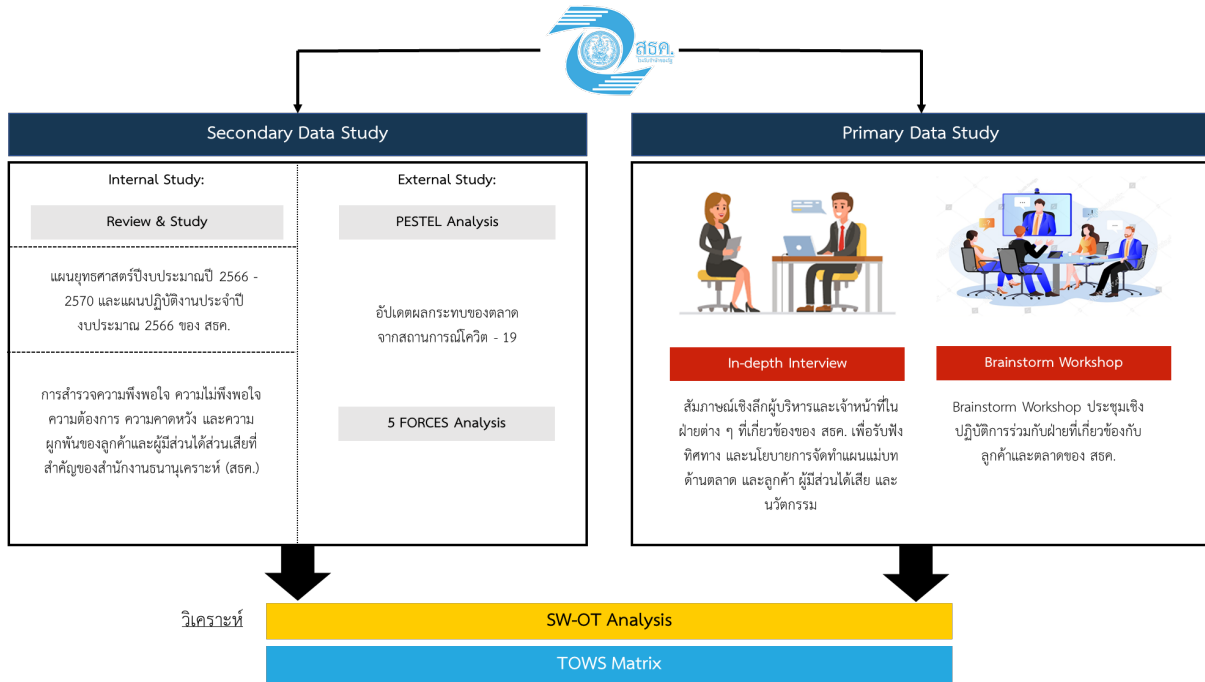 สธค.
Secondary Data Study
Internal Study:
Review & Study
แผนยุทธศาสตร์ปีงบประมาณปี 2566 -
2570 และแผนปฏิบัติงานประจำปี
งบประมาณ 2566 ของ สธค.
การสำรวจความพึงพอใจ ความไม่พึงพอใจ
ความต้องการ ความคาดหวัง และความ
ผูกพันของลูกค้าและผู้มีส่วนได้ส่วนเสียที่
สำคัญของสำนักงานธนานุเคราะห์ (สธค.)
External Study:
PESTEL Analysis
อัปเดตผลกระทบของตลาด
จากสถานการณ์โควิต - 19
5 FORCES Analysis
Primary Data Study
In-depth Interview
สัมภาษณ์เชิงลึกผู้บริหารและเจ้าหน้าที่ใน
ฝ่ายต่าง ๆ ที่เกี่ยวข้องของ สธค. เพื่อรับฟัง
ทิศทาง และนโยบายการจัดทำแผนแม่บท
ด้านตลาด และลูกค้า ผู้มีส่วนได้เสีย และ
นวัตกรรม
Brainstorm Workshop
Brainstorm Workshop ประชุมเชิง
ปฏิบัติการร่วมกับฝ่ายที่เกี่ยวข้องกับ
ลูกค้าและตลาดของ สธค.
วิเคราะห์
SW-OT Analysis
TOWS Matrix